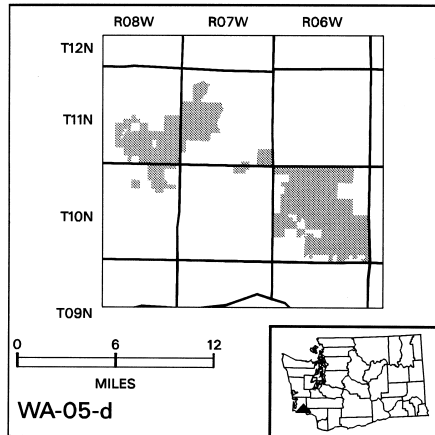 R08W R07W R06W
T12N
T11N
T10N
T09N
0 6 12
MILES
WA-05-d